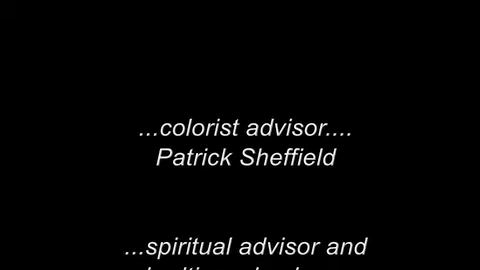 ...colorist advisor....
Patrick Sheffield
...spiritual advisor and